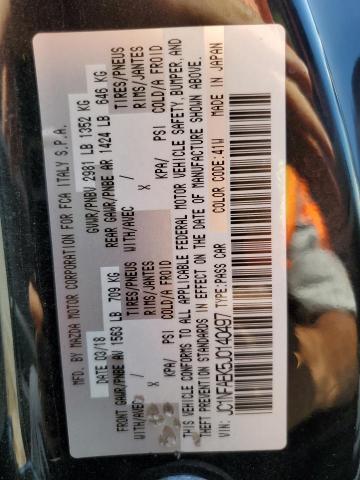 MFD. BY MAZDA MOTOR CORPORATION FOR FCA ITALY S.P.A.
DATE 03/18 GVWR/PNBV 2981 LB 1352 KG
FRONT GAWR/PNBE AV 1563 LB 709 KG REAR GAWR/PNBE AR 1424 LB 646 KG
WITH/AVEC TIRES/PNEUS WITH/AVEC TIRES/PNEUS
X RIMS/JANTES X RIMS/JANTES
KPA/ PSI COLD/A FROID KPA/ PSI COLD/A FROID
THIS VEHICLE CONFORMS TO ALL APPLICABLE FEDERAL MOTOR VEHICLE SAFETY, BUMPER, AND
THEFT PREVENTION STANDARDS IN EFFECT ON THE DATE OF MANUFACTURE SHOWN ABOVE.
VIN: JC1NFAEK5J0140497 TYPE:PASS CAR MADE IN JAPAN
COLOR CODE:41W